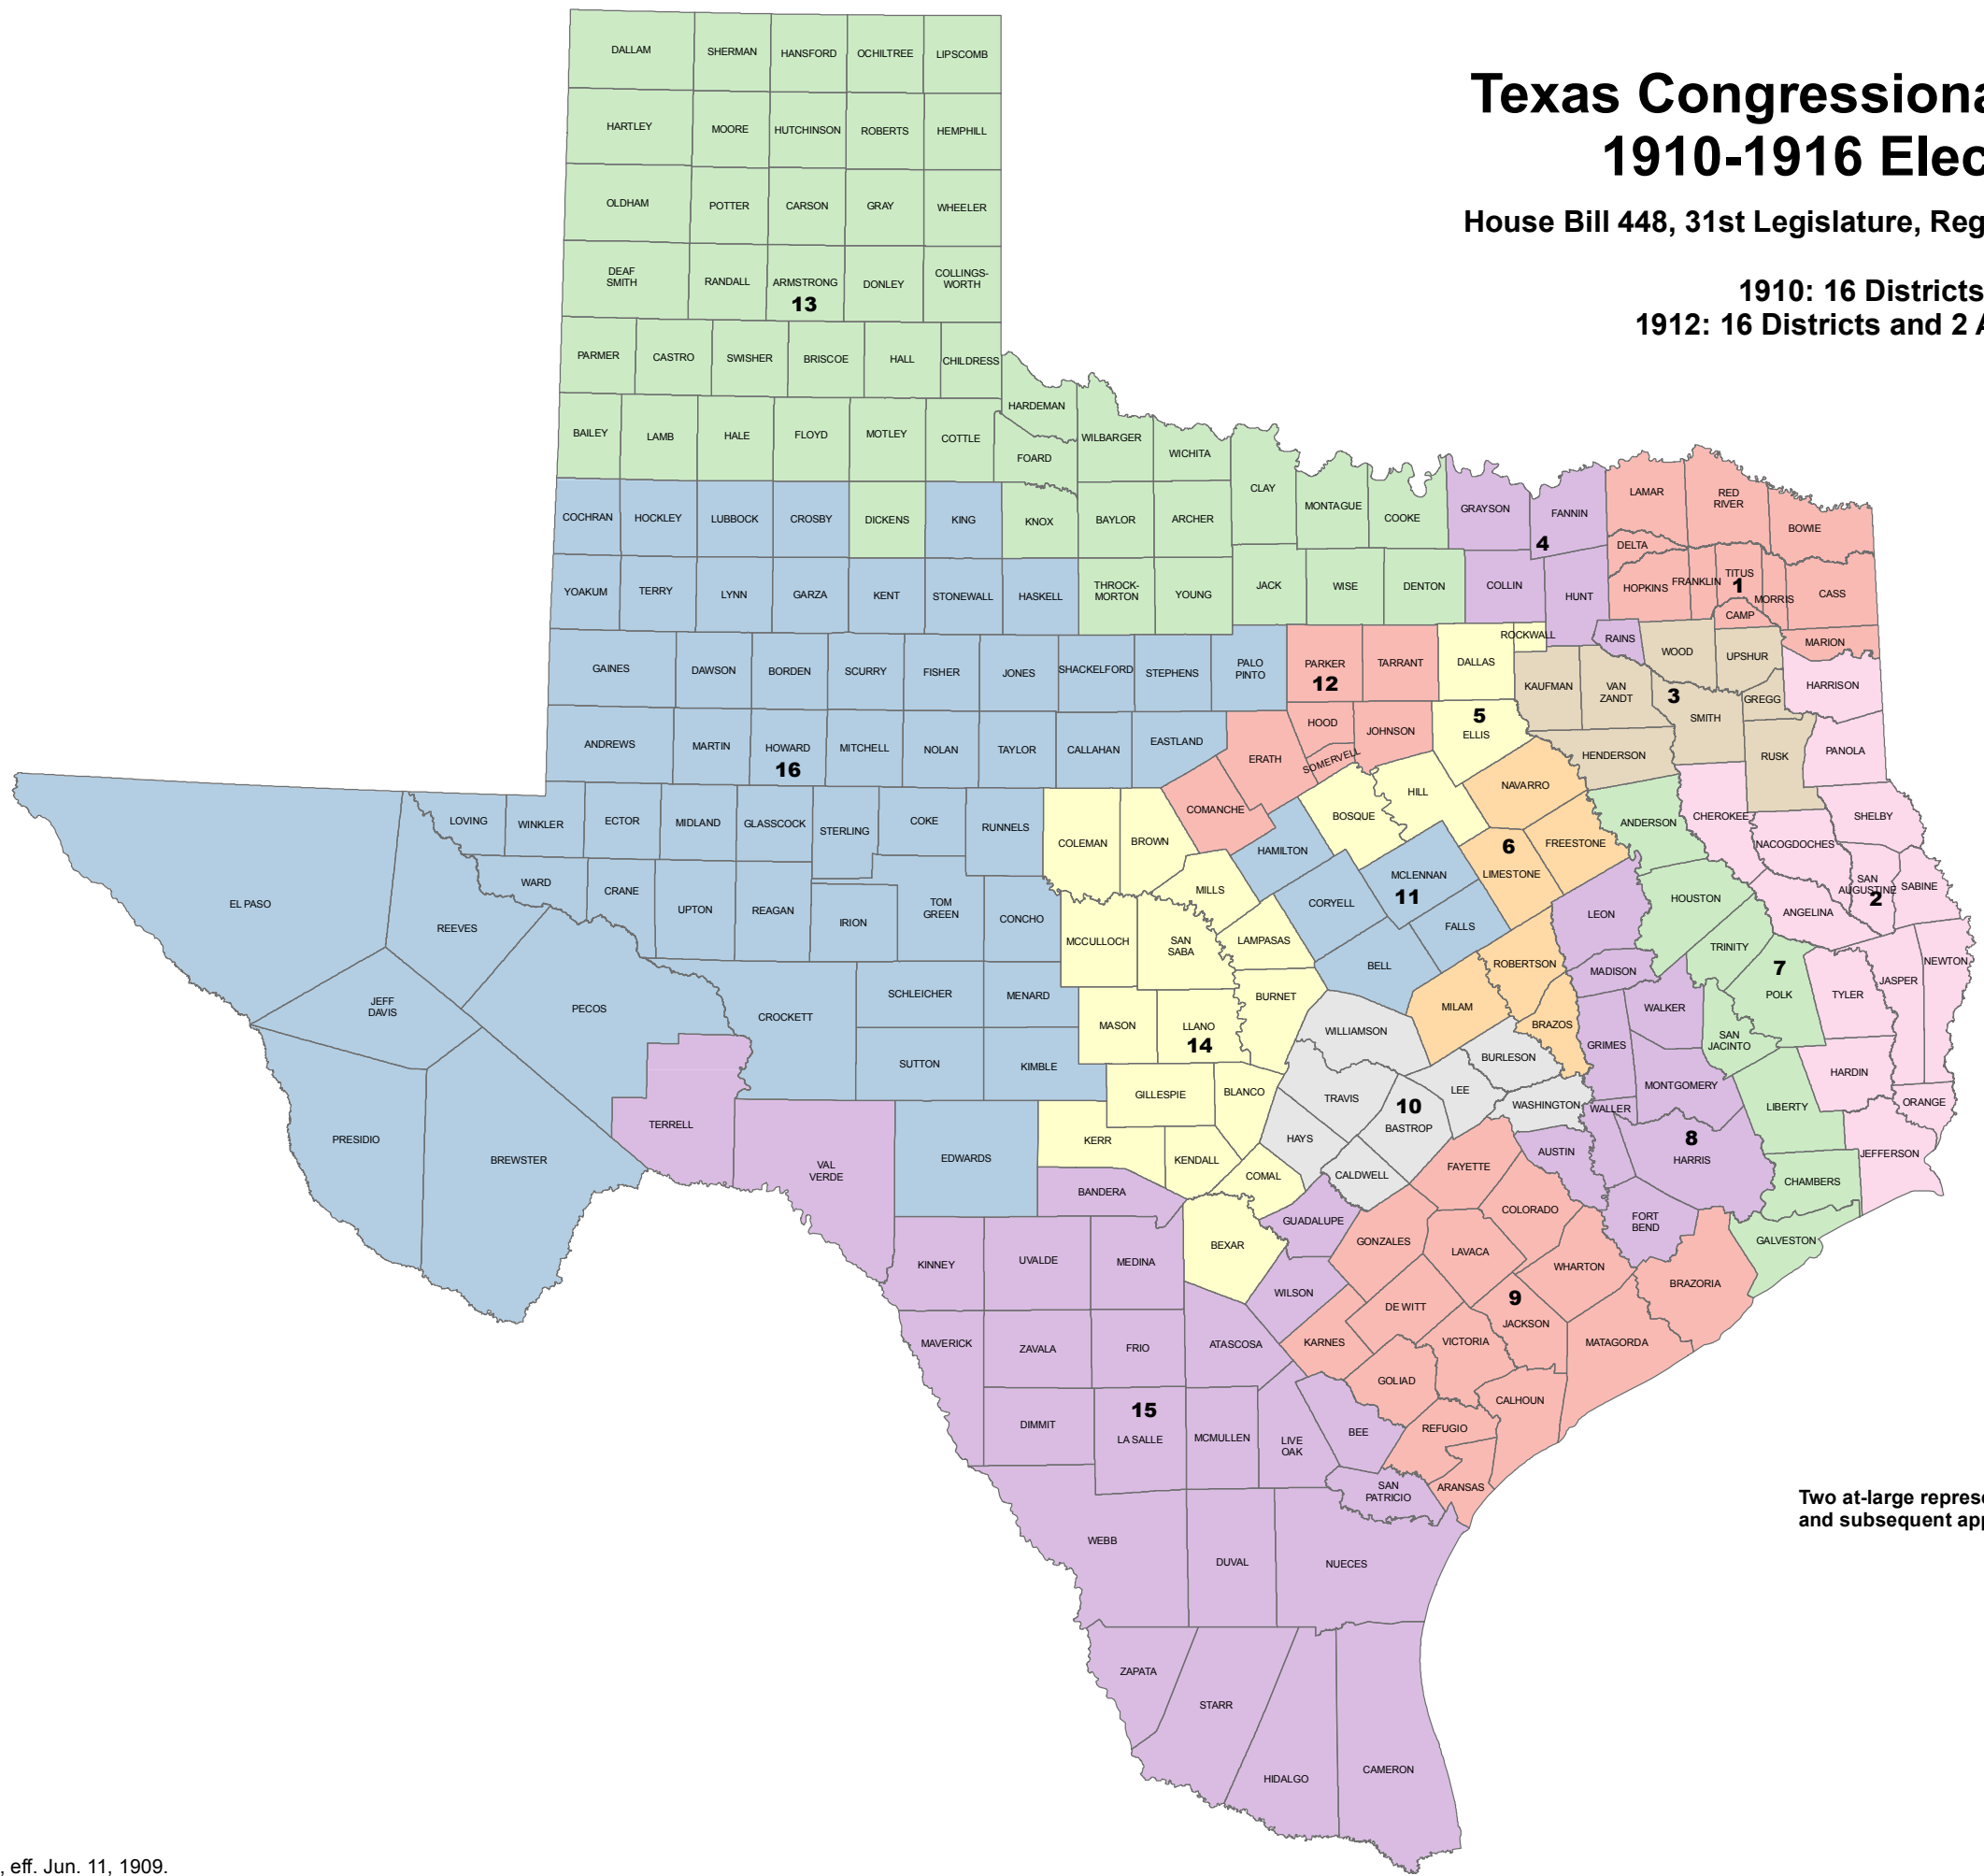 Texas Congressiona
1910-1916 Elec
House Bill 448, 31st Legislature, Reg
1910: 16 Districts
1912: 16 Districts and 2 A
DALLAM SHERMAN HANSFORD OCHILTREE LIPSCOMB
HARTLEY MOORE HUTCHINSON ROBERTS HEMPHILL
OLDHAM POTTER CARSON GRAY WHEELER
DEAF
SMITH
RANDALL ARMSTRONG DONLEY
COLLINGS-
WORTH
13
PARMER CASTRO SWISHER BRISCOE HALL CHILDRESS
HARDEMAN
BAILEY LAMB HALE FLOYD MOTLEY COTTLE
FOARD WILBARGER WICHITA
CLAY MONTAGUE COOKE GRAYSON FANNIN
4
LAMAR
RED
RIVER
BOWIE
COCHRAN HOCKLEY LUBBOCK CROSBY DICKENS KING KNOX BAYLOR ARCHER
DELTA
HOPKINS FRANKLIN TITUS
1
MORRIS CASS
CAMP
MARION
YOAKUM TERRY LYNN GARZA KENT STONEWALL HASKELL
THROCK-
MORTON
YOUNG JACK WISE DENTON COLLIN HUNT
ROCKWALL
RAINS WOOD UPSHUR
HARRISON
GAINES DAWSON BORDEN SCURRY FISHER JONES SHACKELFORD STEPHENS
PALO
PINTO
PARKER
12
TARRANT DALLAS KAUFMAN
VAN
ZANDT
3
SMITH GREGG
ANDREWS MARTIN HOWARD
16
MITCHELL NOLAN TAYLOR CALLAHAN EASTLAND
ERATH HOOD SOMERVELL JOHNSON
5
ELLIS
HENDERSON RUSK PANOLA
EL PASO LOVING WINKLER ECTOR MIDLAND GLASSCOCK STERLING COKE RUNNELS COLEMAN BROWN COMANCHE
HAMILTON BOSQUE HILL NAVARRO
ANDERSON CHEROKEE SHELBY
NACOGDOCHES
REEVES WARD CRANE UPTON REAGAN IRION
TOM
GREEN
CONCHO
MCCULLOCH
SAN
SABA
MILLS
LAMPASAS
CORYELL MCLENNAN
11
6
LIMESTONE FREESTONE
FALLS
BELL
LEON HOUSTON
TRINITY
ANGELINA
SAN
AUGUSTINE
2
SABINE
JEFF
DAVIS
PECOS CROCKETT SCHLEICHER MENARD
SUTTON KIMBLE
MASON LLANO
14
BURNET
WILLIAMSON MILAM ROBERTSON BRAZOS
MADISON WALKER GRIMES
7
POLK
SAN
JACINTO
TYLER JASPER NEWTON
PRESIDIO BREWSTER TERRELL
VAL
VERDE
EDWARDS KERR GILLESPIE BLANCO
KENDALL COMAL
TRAVIS HAYS
10
BASTROP LEE BURLESON WASHINGTON
CALDWELL
MONTGOMERY WALLER
8
HARRIS
AUSTIN
LIBERTY HARDIN ORANGE JEFFERSON
CHAMBERS
BANDERA
KINNEY UVALDE MEDINA BEXAR GUADALUPE
WILSON
GONZALES FAYETTE COLORADO LAVACA
FORT
BEND
GALVESTON
WHARTON BRAZORIA
MAVERICK ZAVALA FRIO ATASCOSA KARNES DE WITT VICTORIA
9
JACKSON MATAGORDA
GOLIAD CALHOUN
DIMMIT
15
LA SALLE MCMULLEN
LIVE
OAK
BEE REFUGIO
SAN
PATRICIO
ARANSAS
WEBB DUVAL NUECES
ZAPATA STARR HIDALGO CAMERON
Two at-large repres
and subsequent ap
, eff. Jun. 11, 1909.